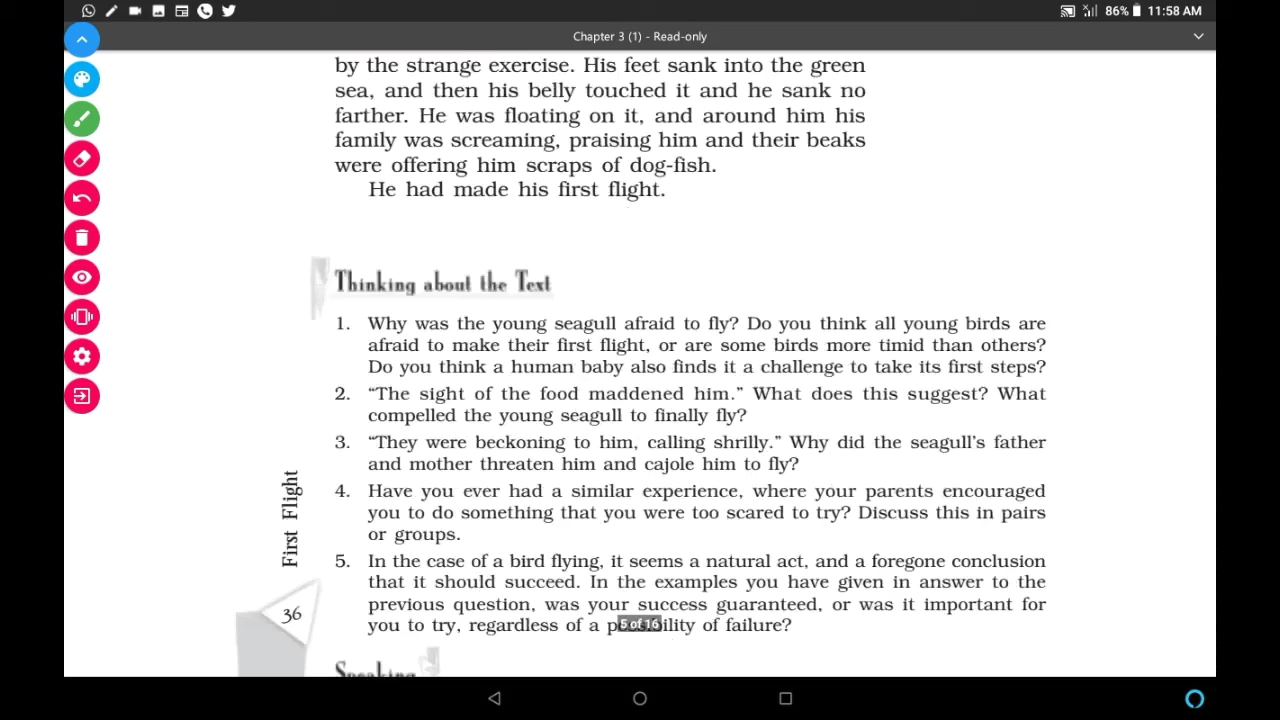 86% 11:58 AM
Chapter 3 (1) - Read-only
by the strange exercise. His feet sank into the green
sea, and then his belly touched it and he sank no
farther. He was floating on it, and around him his
family was screaming, praising him and their beaks
were offering him scraps of dog-fish.
He had made his first flight.
Thinking about the Text
1. Why was the young seagull afraid to fly? Do you think all young birds are
afraid to make their first flight, or are some birds more timid than others?
Do you think a human baby also finds it a challenge to take its first steps?
2. “The sight of the food maddened him.” What does this suggest? What
compelled the young seagull to finally fly?
3. “They were beckoning to him, calling shrilly.” Why did the seagull’s father
and mother threaten him and cajole him to fly?
4. Have you ever had a similar experience, where your parents encouraged
you to do something that you were too scared to try? Discuss this in pairs
or groups.
5. In the case of a bird flying, it seems a natural act, and a foregone conclusion
that it should succeed. In the examples you have given in answer to the
previous question, was your success guaranteed, or was it important for
you to try, regardless of a possibility of failure?
5 of 16
First Flight
36
Speaking